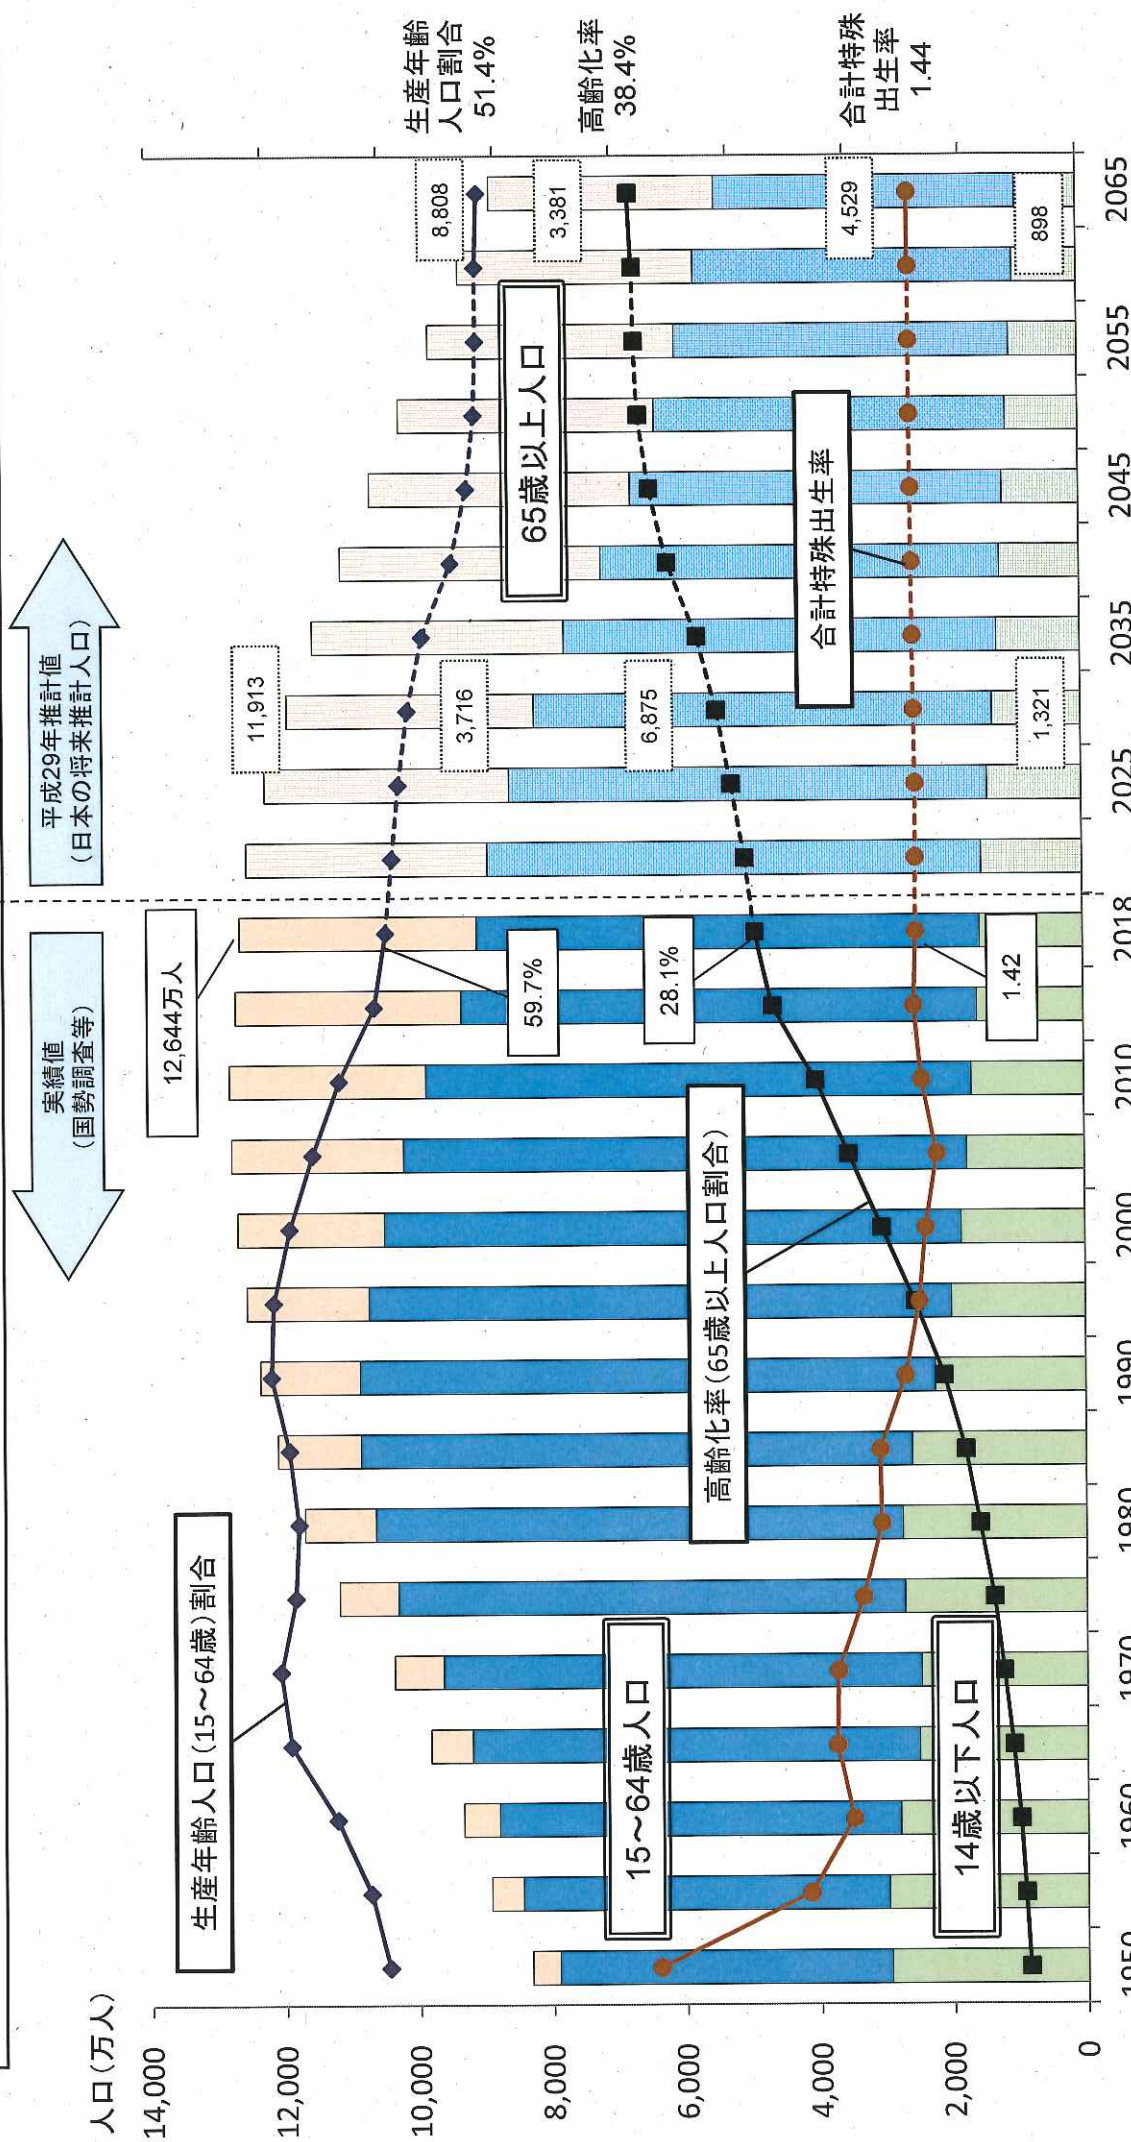 実績値
(国勢調査等)
平成29年推計値
(日本の将来推計人口)
人口(万人)
14,000
12,000
10,000
8,000
6,000
4,000
2,000
0
生産年齢人口(15〜64歳)割合
12,644万人
11,913
59.7%
3,716
8,808
65歳以上人口
28.1%
6,875
3,381
高齢化率(65歳以上人口割合)
15〜64歳人口
合計特殊出生率
4,529
14歳以下人口
1.42
1,321
898
生産年齢
人口割合
51.4%
高齢化率
38.4%
合計特殊
出生率
1.44
1950
1960
1970
1980
1990
2000
2010
2018
2025
2035
2045
2055
2065